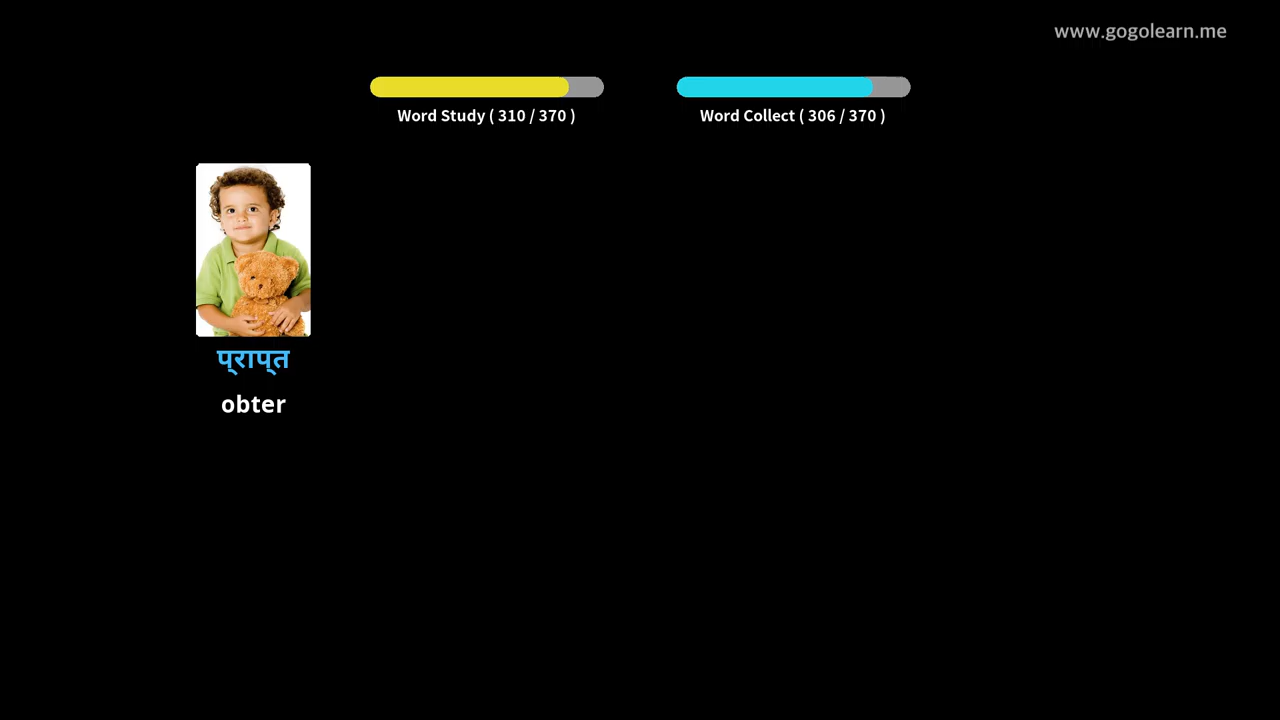 www.gogolearn.me
Word Study ( 310 / 370 )
Word Collect ( 306 / 370 )
प्राप्त
obter